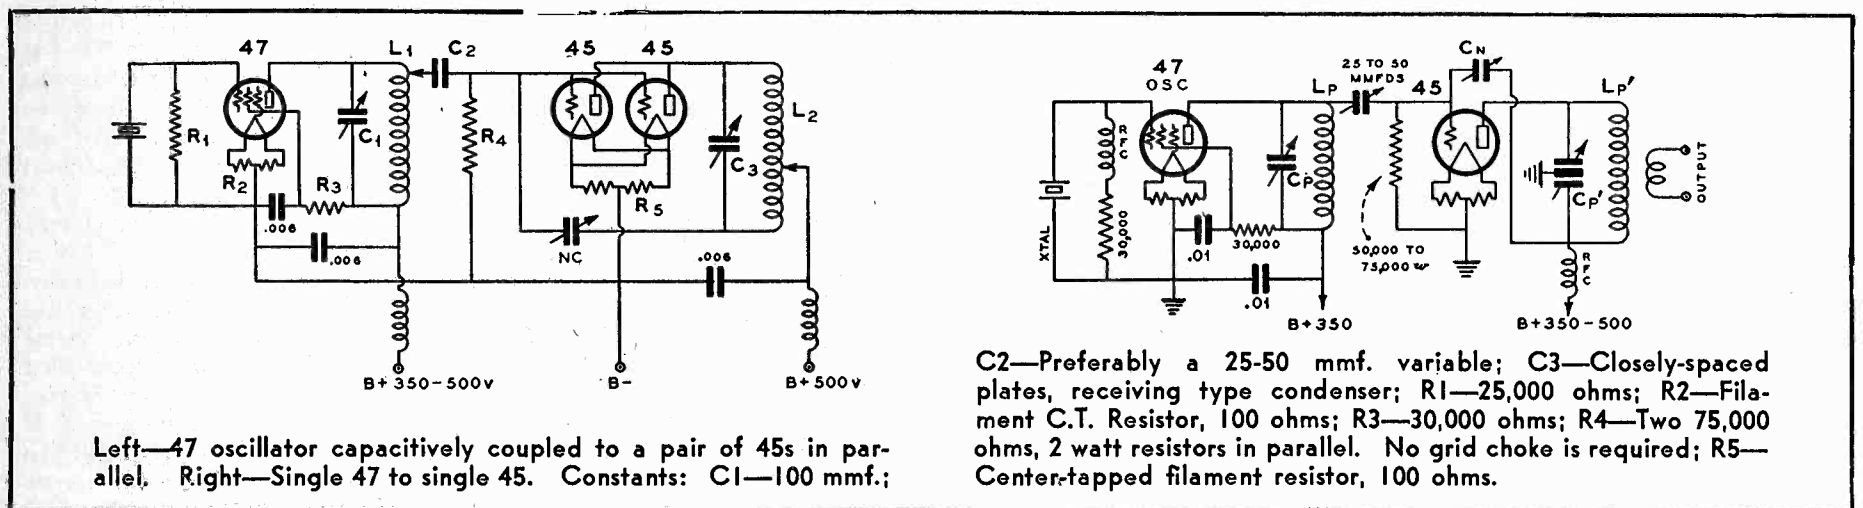 47
L1
C2
45
45
R1
C1
R4
C3
L2
R2
R3
R5
.006
.006
NC
.006
B+ 350-500V
B-
B+500V
47
OSC
LP
25 TO 50
MMFDS
45
CN
LP'
RFC
CP
CP'
OUTPUT
XTAL
30,000
.01
30,000
50,000 TO
75,000 ω
RFC
.01
B+350
B+350-500
Left—47 oscillator capacitively coupled to a pair of 45s in par-
allel. Right—Single 47 to single 45. Constants: C1—100 mmf.;
C2—Preferably a 25-50 mmf. variable; C3—Closely-spaced
plates, receiving type condenser; R1—25,000 ohms; R2—Fila-
ment C.T. Resistor, 100 ohms; R3—30,000 ohms; R4—Two 75,000
ohms, 2 watt resistors in parallel. No grid choke is required; R5—
Center-tapped filament resistor, 100 ohms.